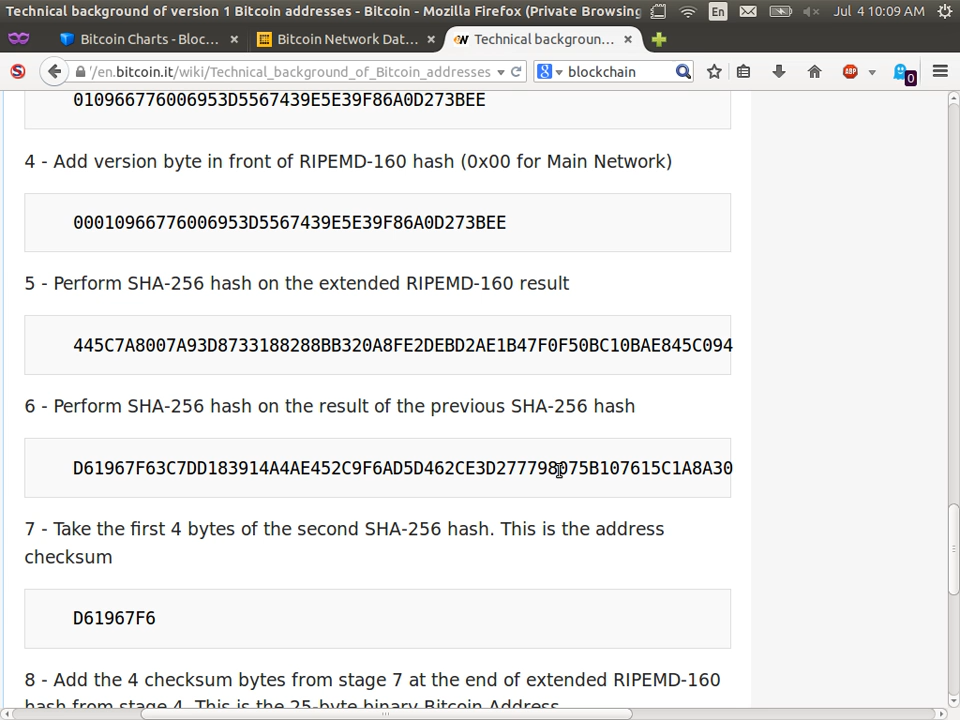 Technical background of version 1 Bitcoin addresses - Bitcoin - Mozilla Firefox (Private Browsing
En
Jul 4 10:09 AM
Bitcoin Charts - Bloc...
Bitcoin Network Dat...
Technical backgroun...
/en.bitcoin.it/wiki/Technical_background_of_Bitcoin_addresses
blockchain
ABP
0
010966776006953D5567439E5E39F86A0D273BEE
4 - Add version byte in front of RIPEMD-160 hash (0x00 for Main Network)
00010966776006953D5567439E5E39F86A0D273BEE
5 - Perform SHA-256 hash on the extended RIPEMD-160 result
445C7A8007A93D8733188288BB320A8FE2DEBD2AE1B47F0F50BC10BAE845C094
6 - Perform SHA-256 hash on the result of the previous SHA-256 hash
D61967F63C7DD183914A4AE452C9F6AD5D462CE3D277798075B107615C1A8A30
7 - Take the first 4 bytes of the second SHA-256 hash. This is the address
checksum
D61967F6
8 - Add the 4 checksum bytes from stage 7 at the end of extended RIPEMD-160
hash from stage 4. This is the 25-byte binary Bitcoin Address.